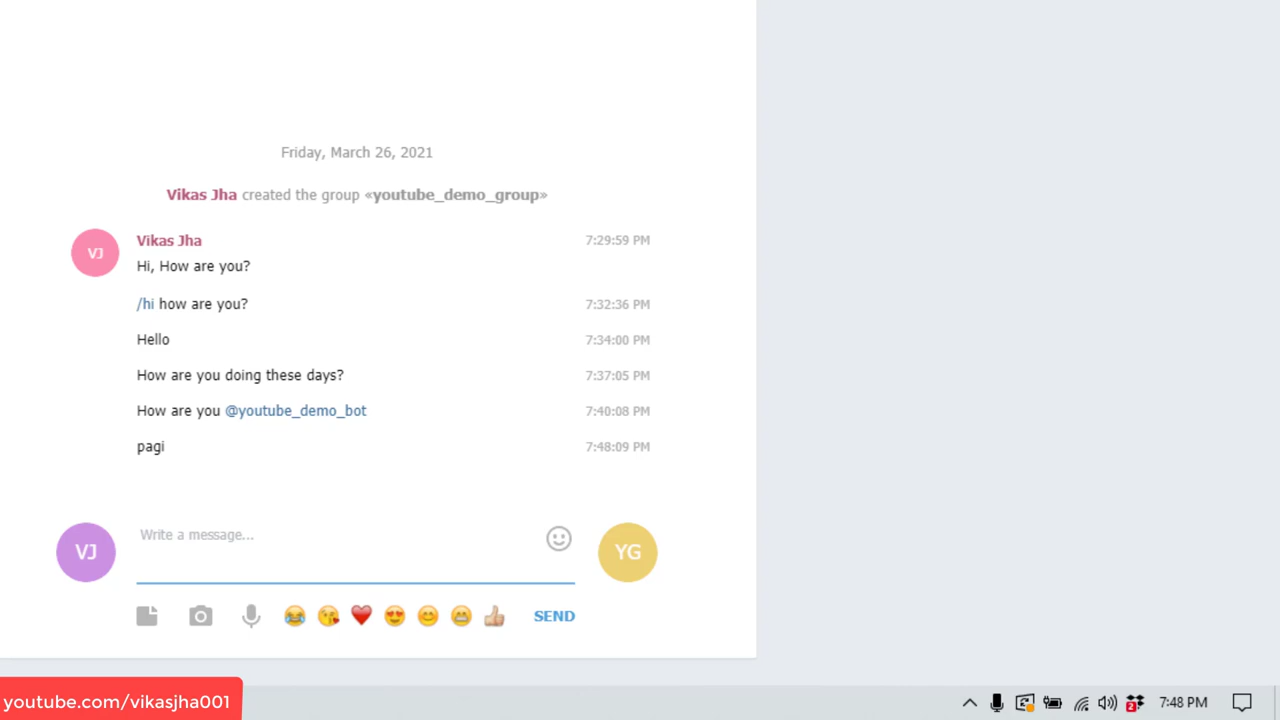 Friday, March 26, 2021
Vikas Jha created the group «youtube_demo_group»
VJ
Vikas Jha
7:29:59 PM
Hi, How are you?
/hi how are you?
7:32:36 PM
Hello
7:34:00 PM
How are you doing these days?
7:37:05 PM
How are you @youtube_demo_bot
7:40:08 PM
pagi
7:48:09 PM
VJ
Write a message...
YG
SEND
youtube.com/vikasjha001
2
7:48 PM